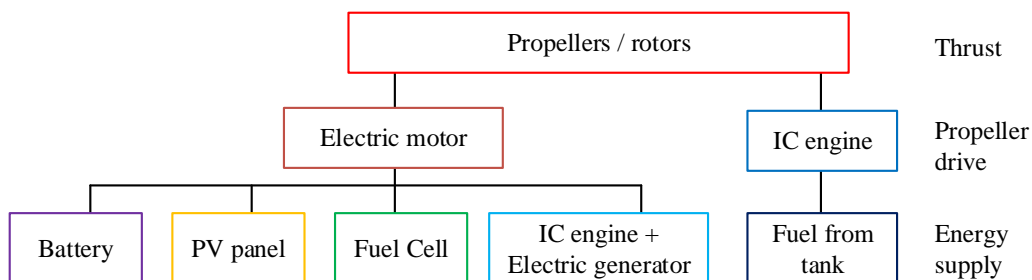 Propellers / rotors
Thrust
Electric motor
IC engine
Propeller
drive
Battery
PV panel
Fuel Cell
IC engine +
Electric generator
Fuel from
tank
Energy
supply